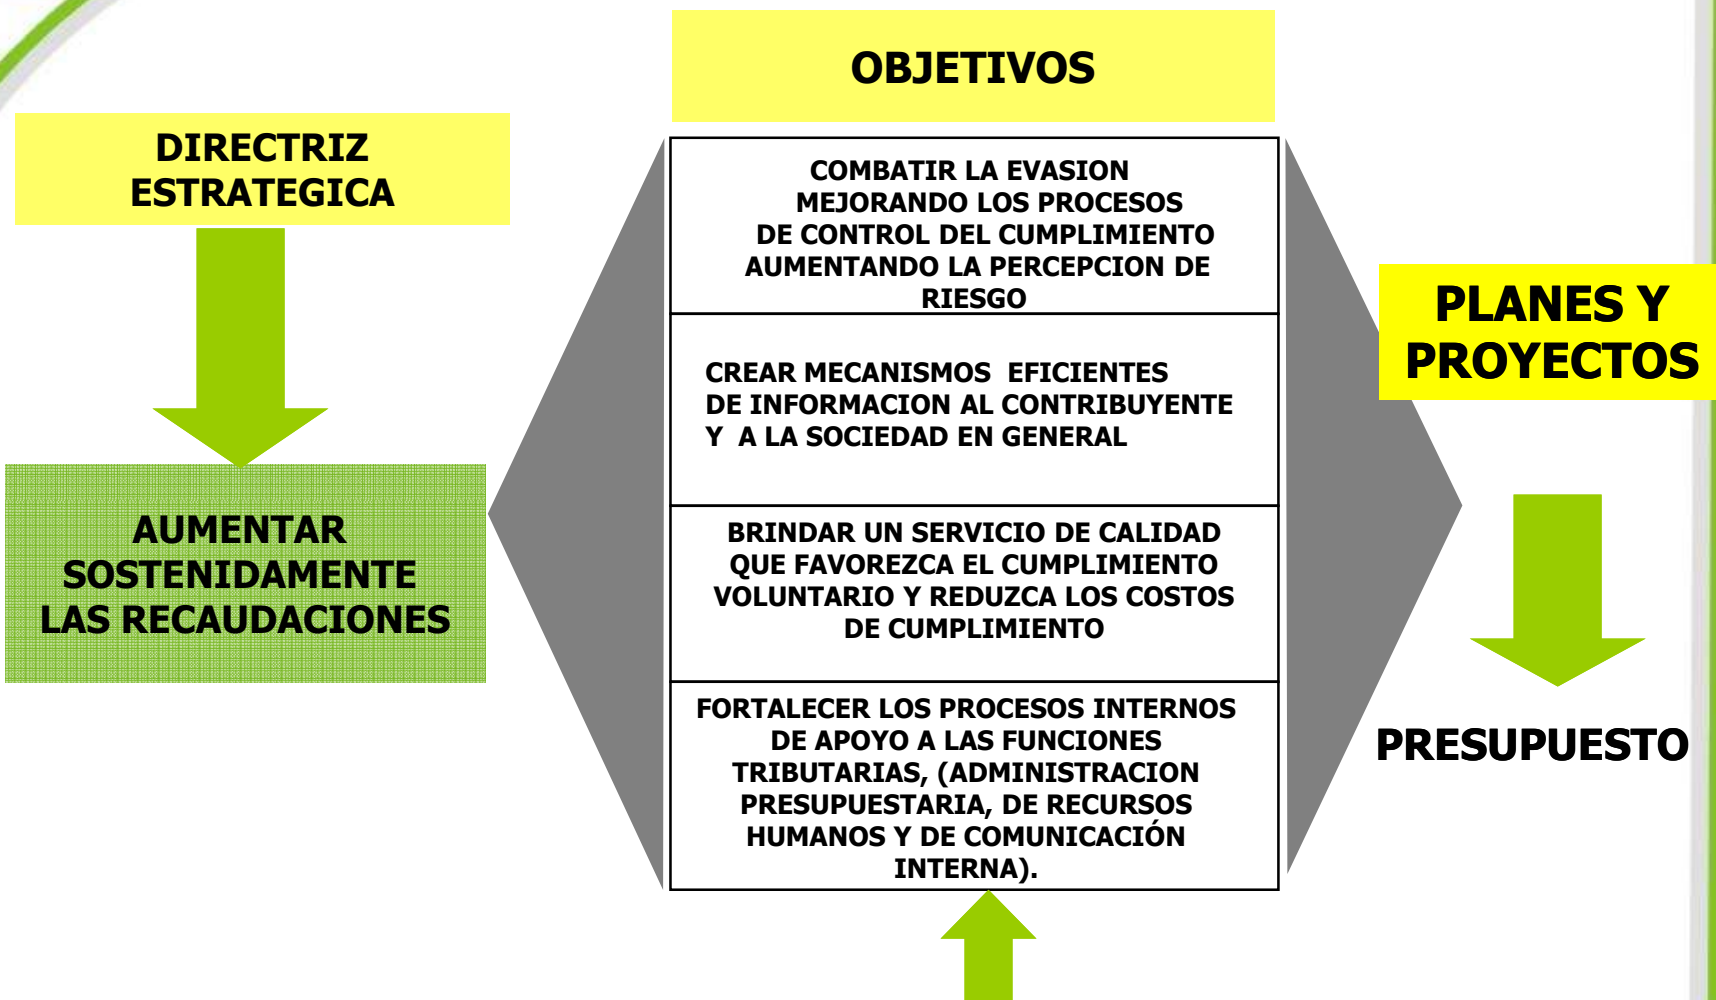 OBJETIVOS
DIRECTRIZ
ESTRATEGICA
AUMENTAR
SOSTENIDAMENTE
LAS RECAUDACIONES
COMBATIR LA EVASION
MEJORANDO LOS PROCESOS
DE CONTROL DEL CUMPLIMIENTO
AUMENTANDO LA PERCEPCION DE
RIESGO
CREAR MECANISMOS EFICIENTES
DE INFORMACION AL CONTRIBUYENTE
Y A LA SOCIEDAD EN GENERAL
BRINDAR UN SERVICIO DE CALIDAD
QUE FAVOREZCA EL CUMPLIMIENTO
VOLUNTARIO Y REDUZCA LOS COSTOS
DE CUMPLIMIENTO
FORTALECER LOS PROCESOS INTERNOS
DE APOYO A LAS FUNCIONES
TRIBUTARIAS, (ADMINISTRACION
PRESUPUESTARIA, DE RECURSOS
HUMANOS Y DE COMUNICACIÓN
INTERNA).
PLANES Y
PROYECTOS
PRESUPUESTO